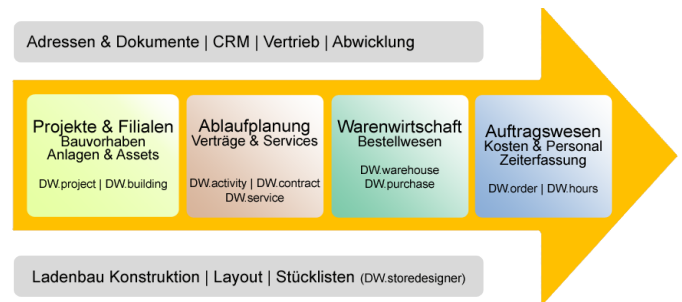 Adressen & Dokumente | CRM | Vertrieb | Abwicklung
Projekte & Filialen
Bauvorhaben
Anlagen & Assets
DW.project | DW.building
Ablaufplanung
Verträge & Services
DW.activity | DW.contract
DW.service
Warenwirtschaft
Bestellwesen
DW.warehouse
DW.purchase
Auftragswesen
Kosten & Personal
Zeiterfassung
DW.order | DW.hours
Ladenbau Konstruktion | Layout | Stücklisten (DW.storedesigner)